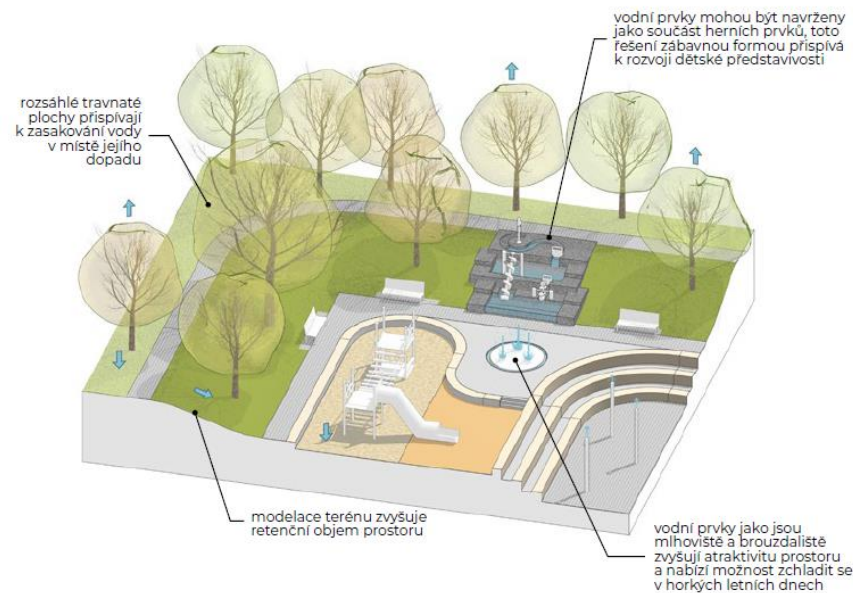 vodní prvky mohou být navrženy
jako součást herních prvků, toto
řešení zábavnou formou přispívá
k rozvoji dětské představivosti
rozsáhlé travnaté
plochy přispívají
k zasakování vody
v místě jejího
dopadu
modelace terénu zvyšuje
retenční objem prostoru
vodní prvky jako jsou
mlhoviště a brouzdaliště
zvyšují atraktivitu prostoru
a nabízí možnost zchladit se
v horkých letních dnech